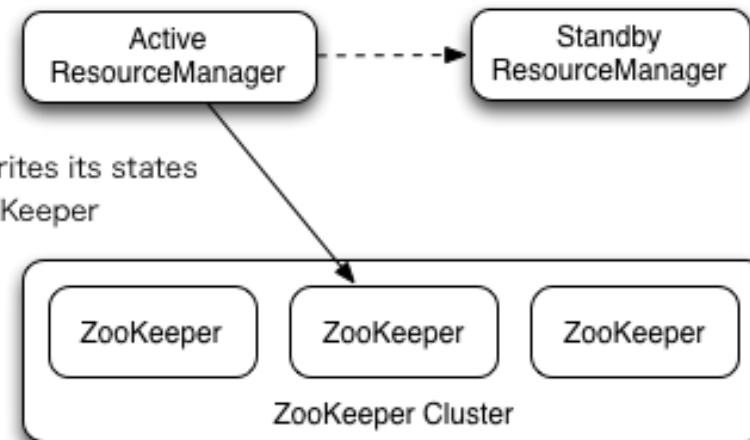 Active
ResourceManager
Standby
ResourceManager
rites its states
Keeper
ZooKeeper
ZooKeeper
ZooKeeper
ZooKeeper Cluster